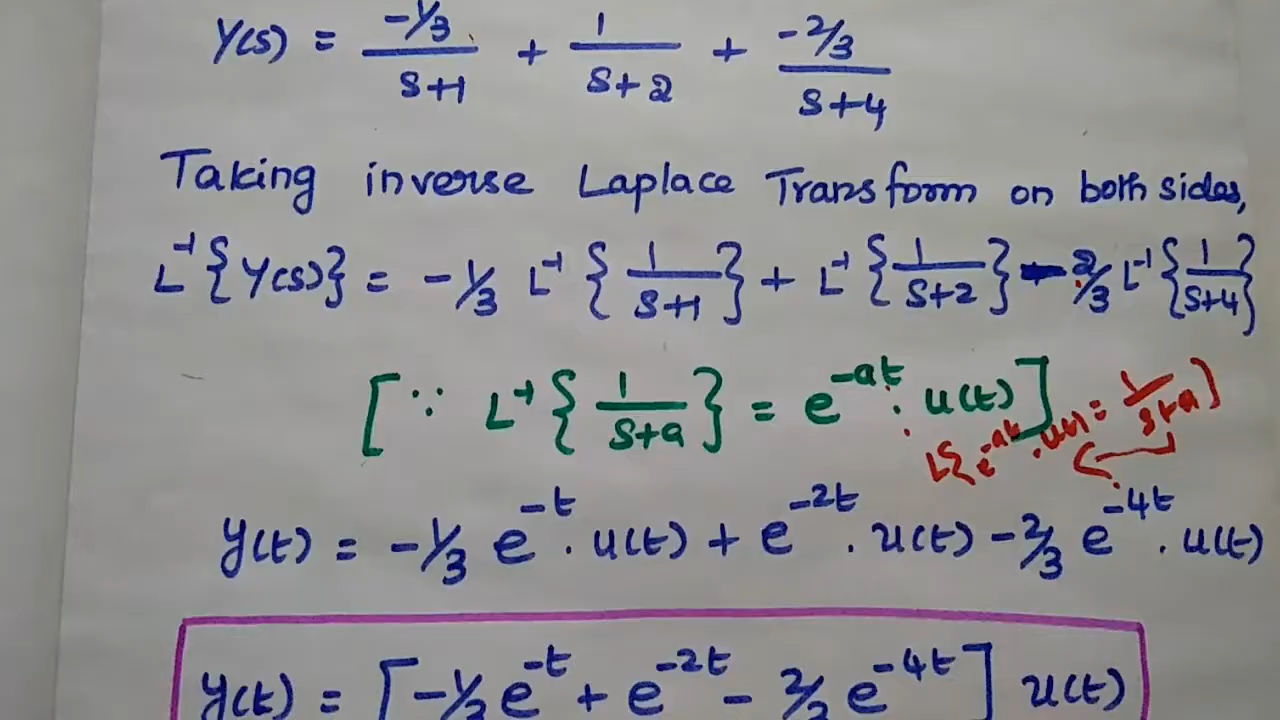 Y(s) = -1/3/s+1 + 1/s+2 + -2/3/s+4
Taking inverse Laplace Transform on both sides,
L⁻¹{Y(s)} = -1/3 L⁻¹{1/s+1} + L⁻¹{1/s+2} - 2/3 L⁻¹{1/s+4}
[∵ L⁻¹{1/s+a} = e^-at . u(t)]
L{e^-at . u(t) = 1/s+a}
y(t) = -1/3 e^-t . u(t) + e^-2t . u(t) - 2/3 e^-4t . u(t)
y(t) = [-1/3 e^-t + e^-2t - 2/3 e^-4t] u(t)